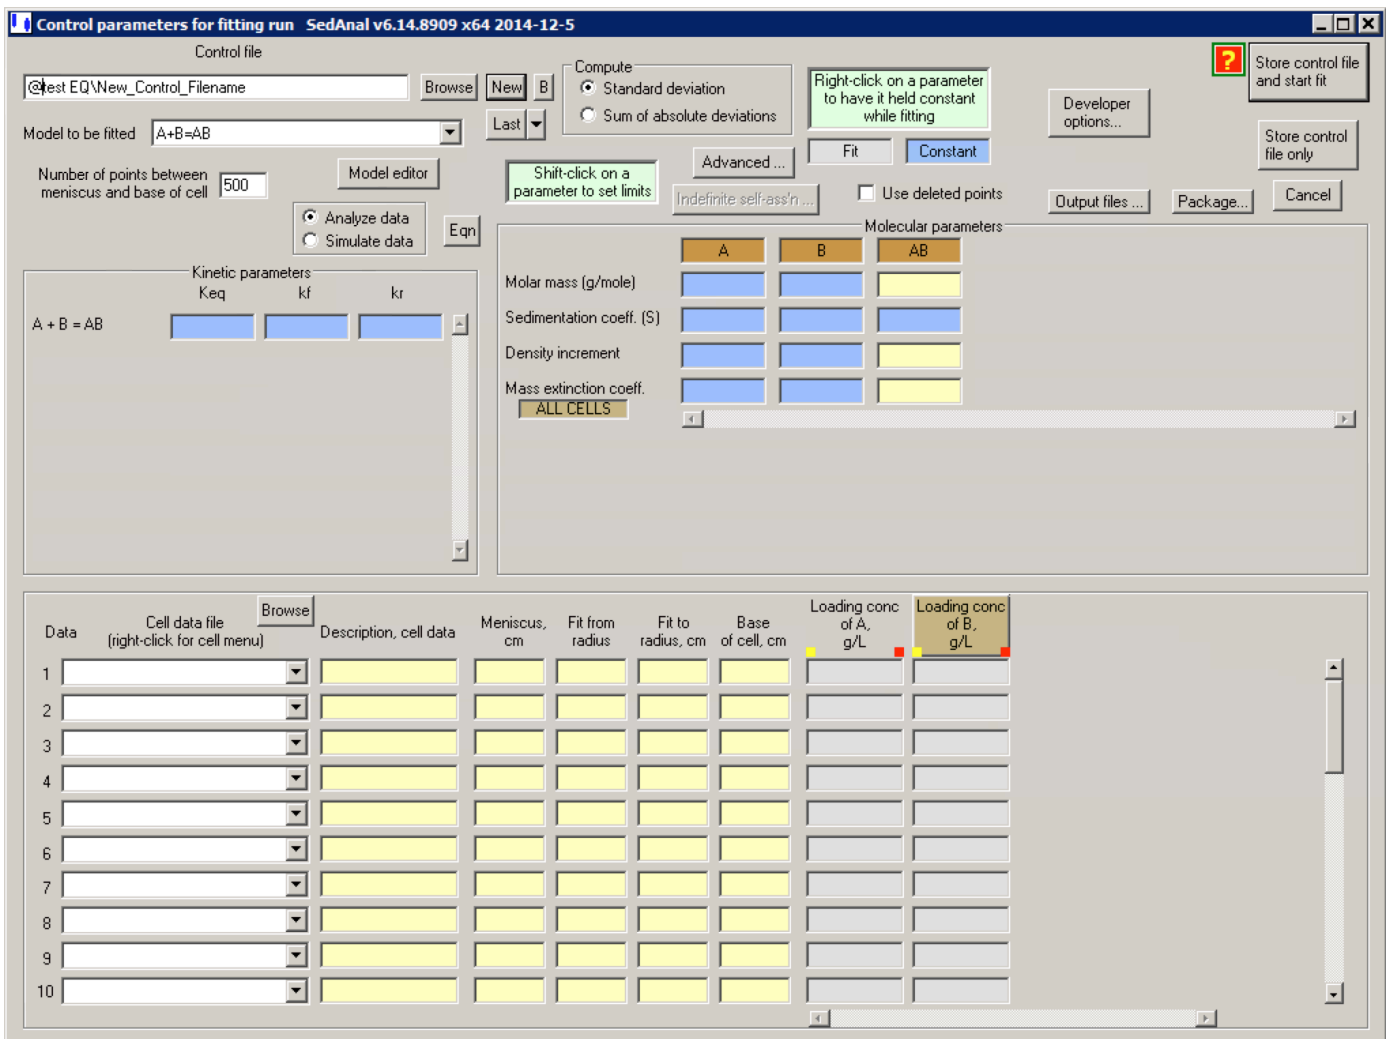 Control parameters for fitting run   SedAnal v6.14.8909 x64 2014-12-5
Control file
@test EQ\New_Control_Filename
Browse
New
B
Last
Model to be fitted
A+B=AB
Number of points between
meniscus and base of cell
500
Model editor
Analyze data
Simulate data
Eqn
Compute
Standard deviation
Sum of absolute deviations
Right-click on a parameter
to have it held constant
while fitting
Fit
Constant
Shift-click on a
parameter to set limits
Advanced ...
Indefinite self-ass'n ...
Use deleted points
Developer
options...
?
Store control file
and start fit
Store control
file only
Output files ...
Package...
Cancel
Kinetic parameters
Keq kf kr
A + B = AB
Molecular parameters
A B AB
Molar mass (g/mole)
Sedimentation coeff. (S)
Density increment
Mass extinction coeff.
ALL CELLS
Data
Cell data file
(right-click for cell menu)
Browse
Description, cell data
Meniscus,
cm
Fit from
radius
Fit to
radius, cm
Base
of cell, cm
Loading conc
of A,
g/L
Loading conc
of B,
g/L
1
2
3
4
5
6
7
8
9
10